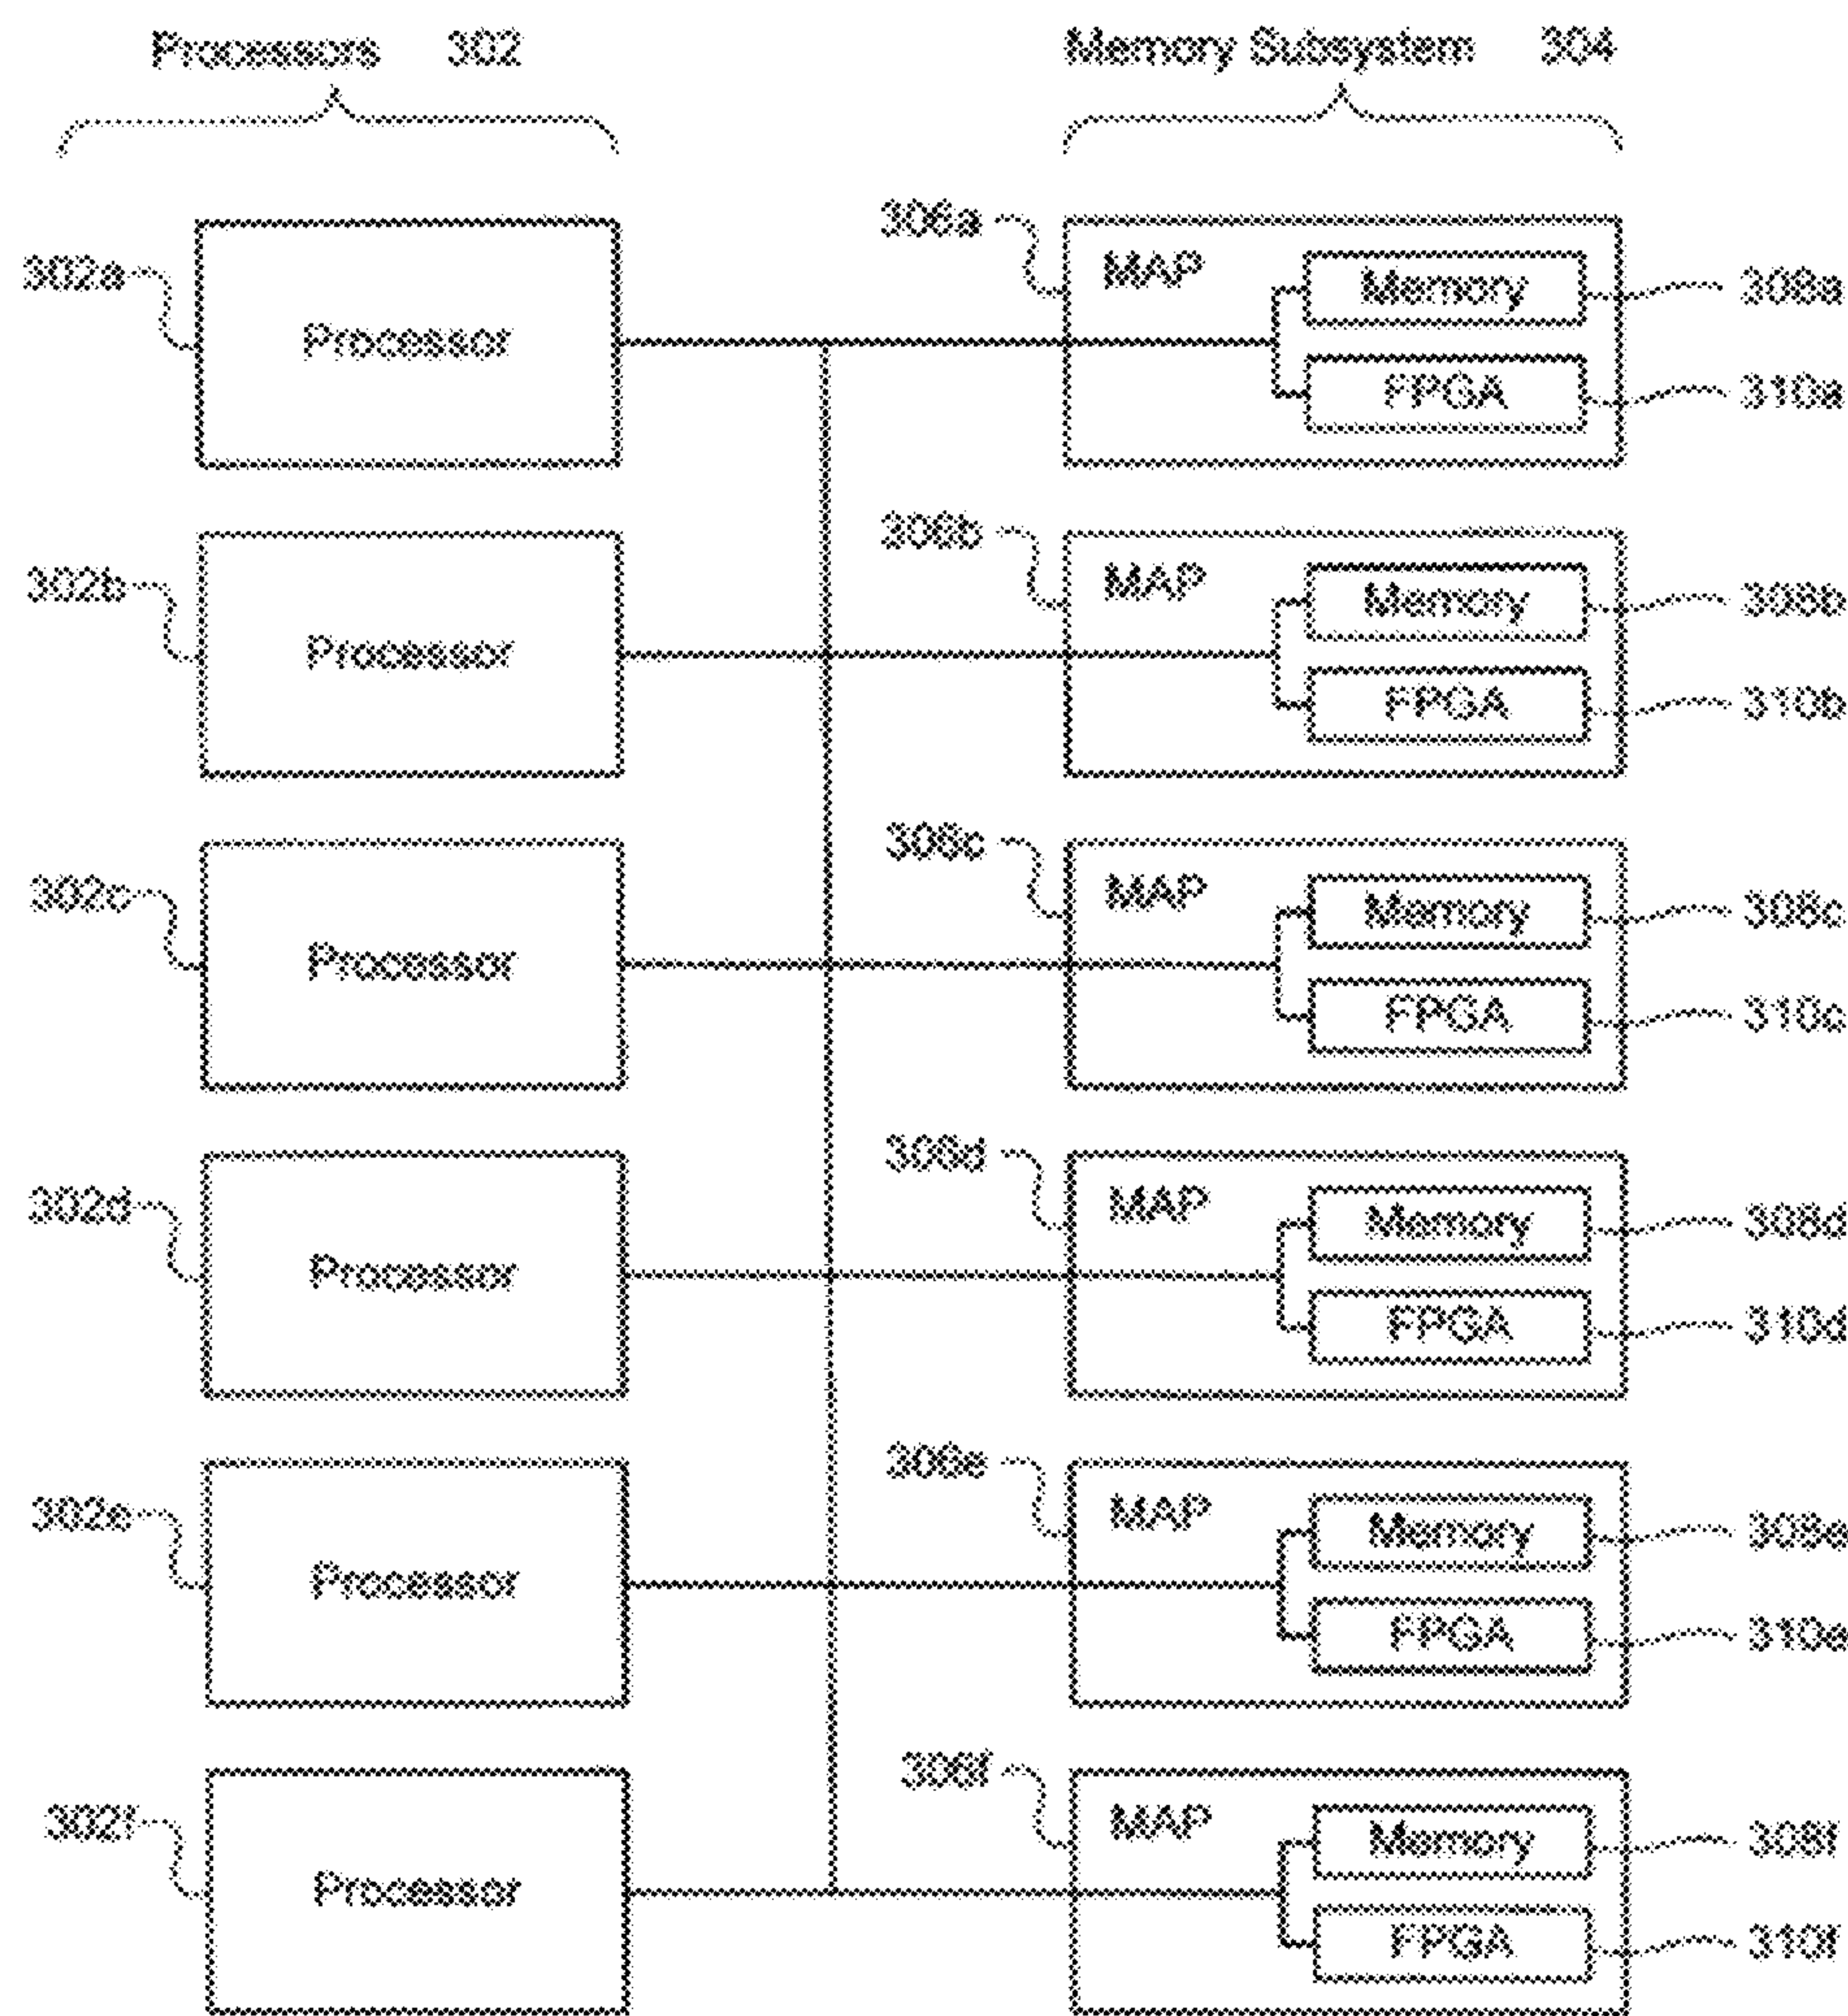 Processors 302
Memory Subsystem 304
306a
MAP
Memory
308a
302a
Processor
FPGA
310a
306b
MAP
Memory
308b
302b
Processor
FPGA
310b
306c
MAP
Memory
308c
302c
Processor
FPGA
310c
306d
MAP
Memory
308d
302d
Processor
FPGA
310d
306e
MAP
Memory
308e
302e
Processor
FPGA
310e
306f
MAP
Memory
308f
302f
Processor
FPGA
310f